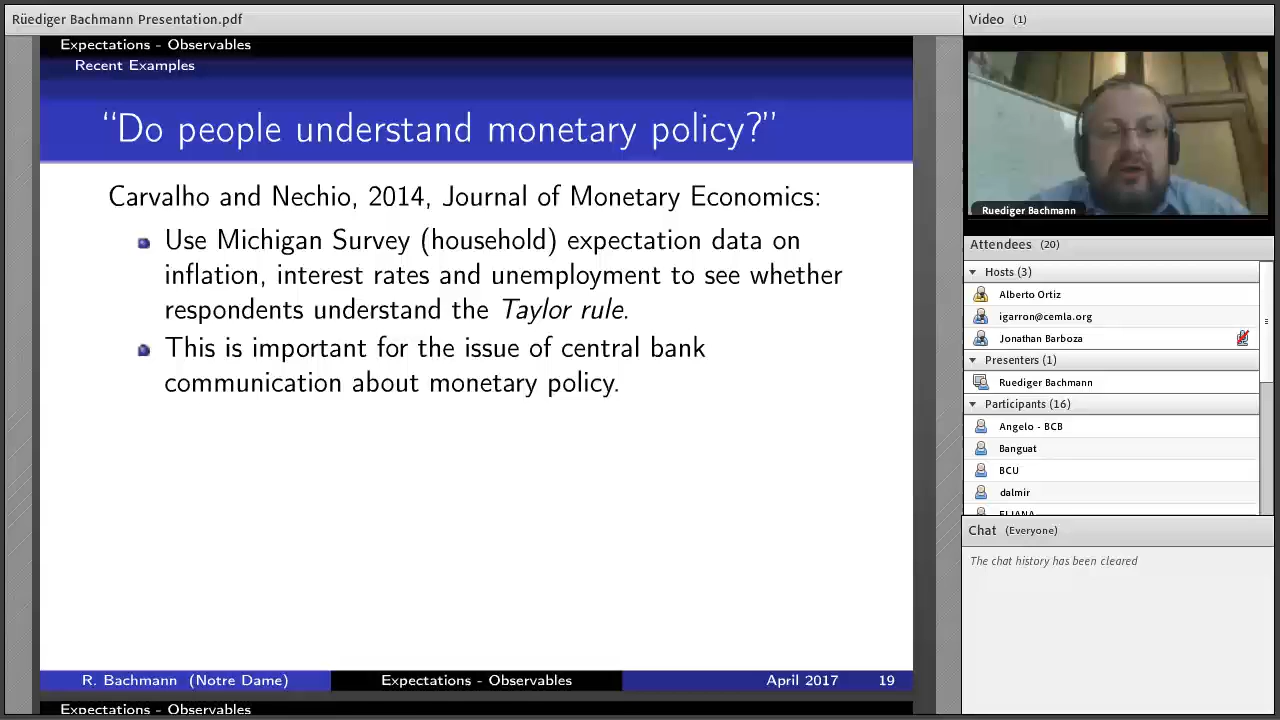 Rüediger Bachmann Presentation.pdf
Expectations - Observables
Recent Examples
“Do people understand monetary policy?”
Carvalho and Nechio, 2014, Journal of Monetary Economics:
Use Michigan Survey (household) expectation data on
inflation, interest rates and unemployment to see whether
respondents understand the Taylor rule.
This is important for the issue of central bank
communication about monetary policy.
R. Bachmann (Notre Dame)
Expectations - Observables
April 2017
19
Expectations - Observables
Video (1)
Ruediger Bachmann
Attendees (20)
Hosts (3)
Alberto Ortiz
igarron@cemla.org
Jonathan Barboza
Presenters (1)
Ruediger Bachmann
Participants (16)
Angelo - BCB
Banguat
BCU
dalmir
Chat (Everyone)
The chat history has been cleared